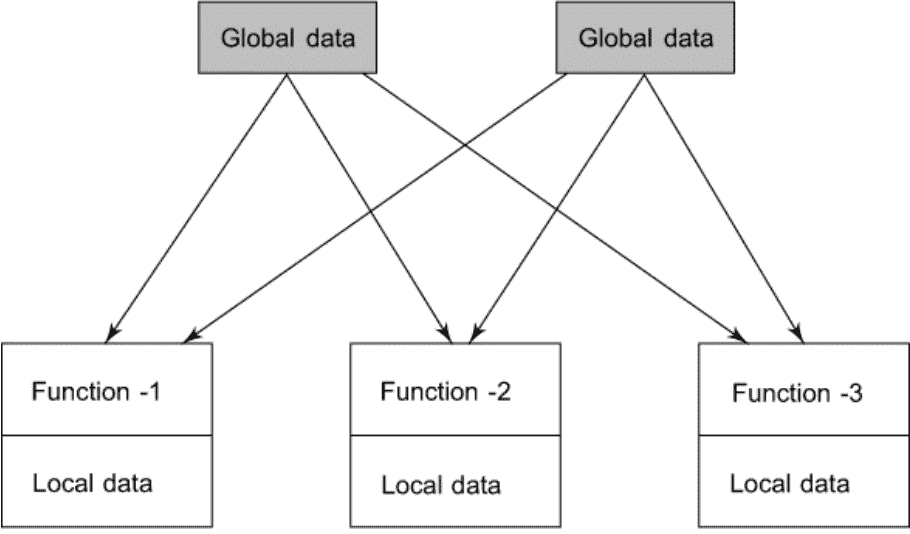 Global data
Global data
Function -1
Function -2
Function -3
Local data
Local data
Local data